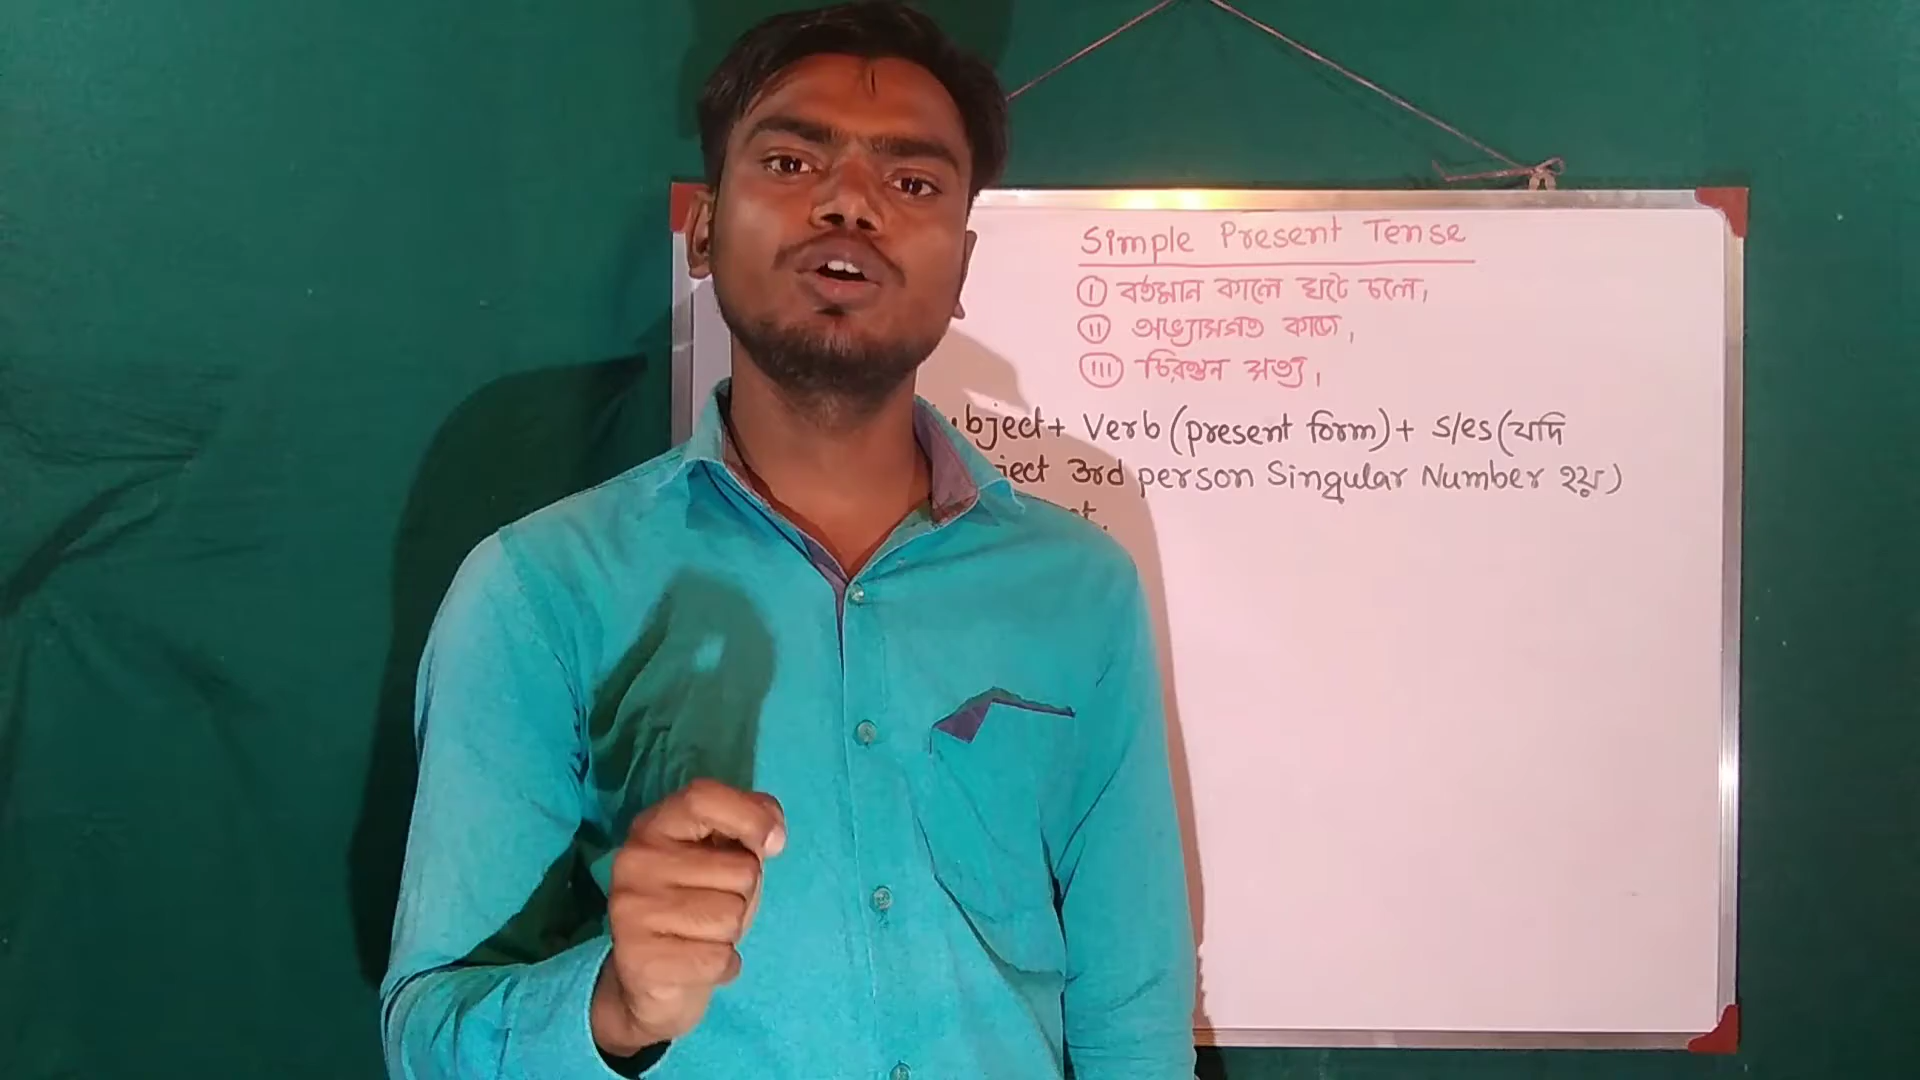 Simple Present Tense
(i) বর্তমান কালে ঘটে চলে,
(ii) অভ্যাসগত কাজ,
(iii) চিরন্তন সত্য,
bject + Verb (present form) + s/es (যদি
ject 3rd person Singular Number হয়)